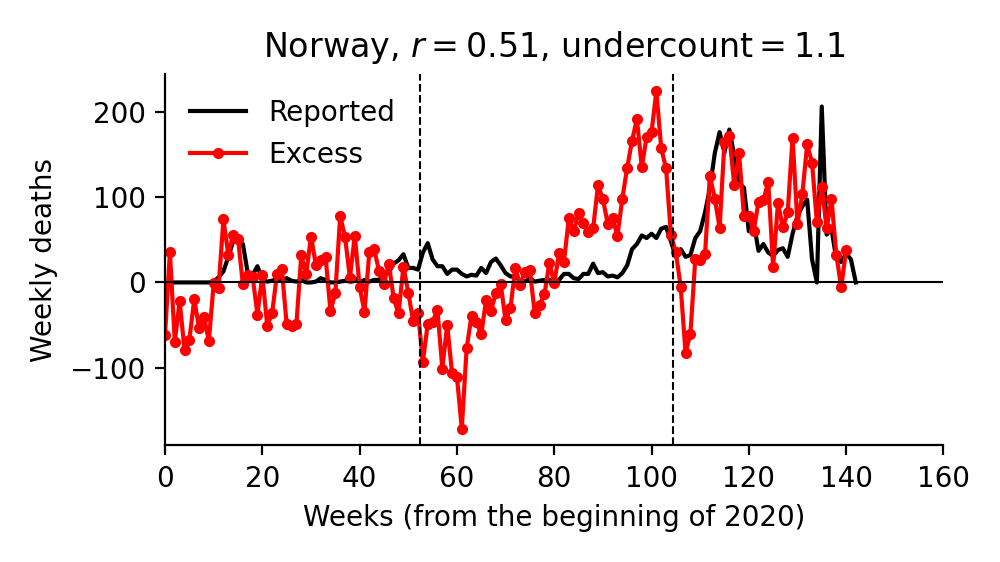 Norway, r = 0.51, undercount = 1.1
Reported
Excess
Weekly deaths
200
100
0
−100
0 20 40 60 80 100 120 140 160
Weeks (from the beginning of 2020)